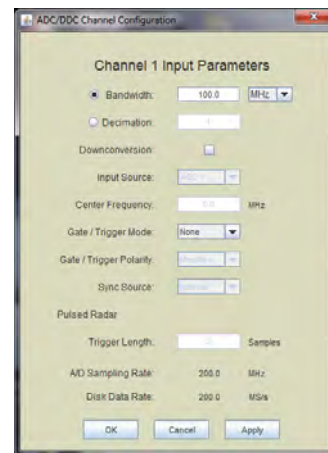 ADC/DDC Channel Configuration
Channel 1 Input Parameters
Bandwidth: 100.0 MHz
Decimation:
Downconversion:
Input Source:
Center Frequency: MHz
Gate / Trigger Mode: None
Gate / Trigger Polarity:
Sync Source:
Pulsed Radar
Trigger Length: Samples
A/D Sampling Rate: 200.0 MHz
Disk Data Rate: 200.0 MS/s
OK Cancel Apply